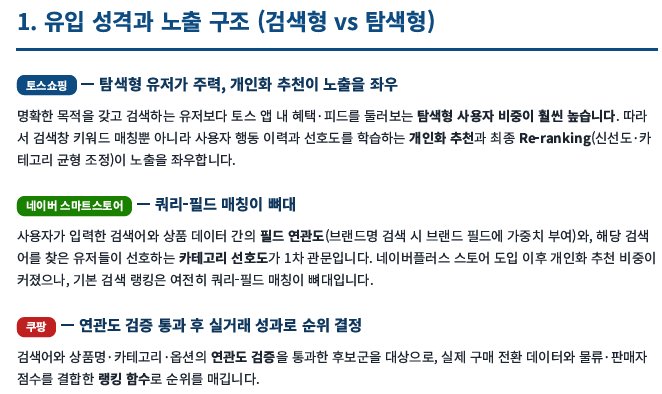 1. 유입 성격과 노출 구조 (검색형 vs 탐색형)
토스쇼핑 — 탐색형 유저가 주력, 개인화 추천이 노출을 좌우
명확한 목적을 갖고 검색하는 유저보다 토스 앱 내 혜택·피드를 둘러보는 탐색형 사용자 비중이 훨씬 높습니다. 따라
서 검색창 키워드 매칭뿐 아니라 사용자 행동 이력과 선호도를 학습하는 개인화 추천과 최종 Re-ranking(신선도·카
테고리 균형 조정)이 노출을 좌우합니다.
네이버 스마트스토어 — 쿼리-필드 매칭이 뼈대
사용자가 입력한 검색어와 상품 데이터 간의 필드 연관도(브랜드명 검색 시 브랜드 필드에 가중치 부여)와, 해당 검색
어를 찾은 유저들이 선호하는 카테고리 선호도가 1차 관문입니다. 네이버플러스 스토어 도입 이후 개인화 추천 비중이
커졌으나, 기본 검색 랭킹은 여전히 쿼리-필드 매칭이 뼈대입니다.
쿠팡 — 연관도 검증 통과 후 실거래 성과로 순위 결정
검색어와 상품명·카테고리·옵션의 연관도 검증을 통과한 후보군을 대상으로, 실제 구매 전환 데이터와 물류·판매자
점수를 결합한 랭킹 함수로 순위를 매깁니다.